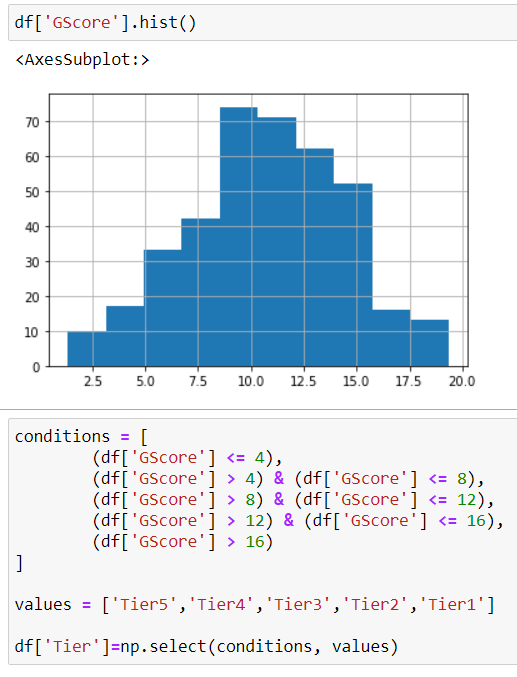 df['GScore'].hist()
<AxesSubplot:>
70
60
50
40
30
20
10
0
2.5 5.0 7.5 10.0 12.5 15.0 17.5 20.0
conditions = [
(df['GScore'] <= 4),
(df['GScore'] > 4) & (df['GScore'] <= 8),
(df['GScore'] > 8) & (df['GScore'] <= 12),
(df['GScore'] > 12) & (df['GScore'] <= 16),
(df['GScore'] > 16)
]
values = ['Tier5','Tier4','Tier3','Tier2','Tier1']
df['Tier']=np.select(conditions, values)